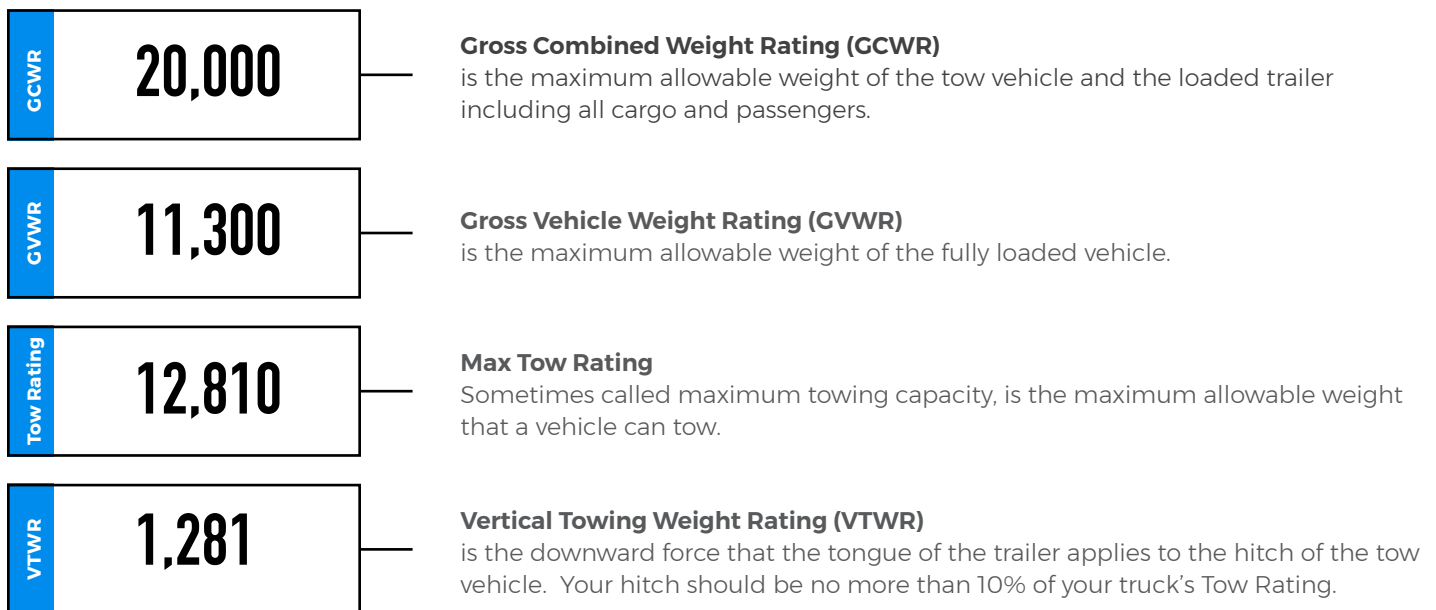 GCWR
20,000
Gross Combined Weight Rating (GCWR)
is the maximum allowable weight of the tow vehicle and the loaded trailer
including all cargo and passengers.
GVWR
11,300
Gross Vehicle Weight Rating (GVWR)
is the maximum allowable weight of the fully loaded vehicle.
Tow Rating
12,810
Max Tow Rating
Sometimes called maximum towing capacity, is the maximum allowable weight
that a vehicle can tow.
VTWR
1,281
Vertical Towing Weight Rating (VTWR)
is the downward force that the tongue of the trailer applies to the hitch of the tow
vehicle.  Your hitch should be no more than 10% of your truck's Tow Rating.